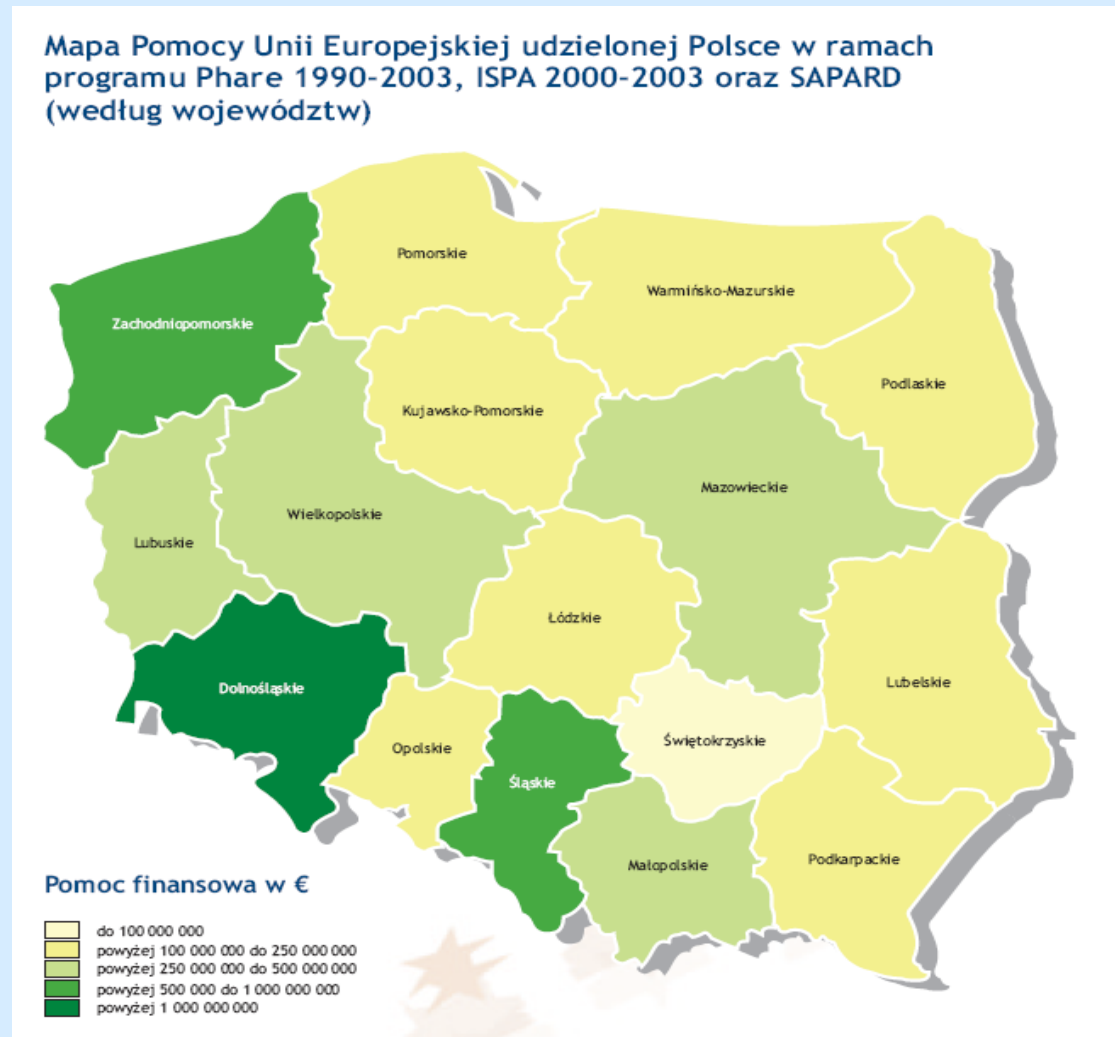 Mapa Pomocy Unii Europejskiej udzielonej Polsce w ramach
programu Phare 1990-2003, ISPA 2000-2003 oraz SAPARD
(według województw)
Pomorskie
Warmińsko-Mazurskie
Zachodniopomorskie
Podlaskie
Kujawsko-Pomorskie
Mazowieckie
Wielkopolskie
Lubuskie
Łódzkie
Lubelskie
Dolnośląskie
Świętokrzyskie
Opolskie
Śląskie
Podkarpackie
Małopolskie
Pomoc finansowa w €
do 100 000 000
powyżej 100 000 000 do 250 000 000
powyżej 250 000 000 do 500 000 000
powyżej 500 000 do 1 000 000 000
powyżej 1 000 000 000